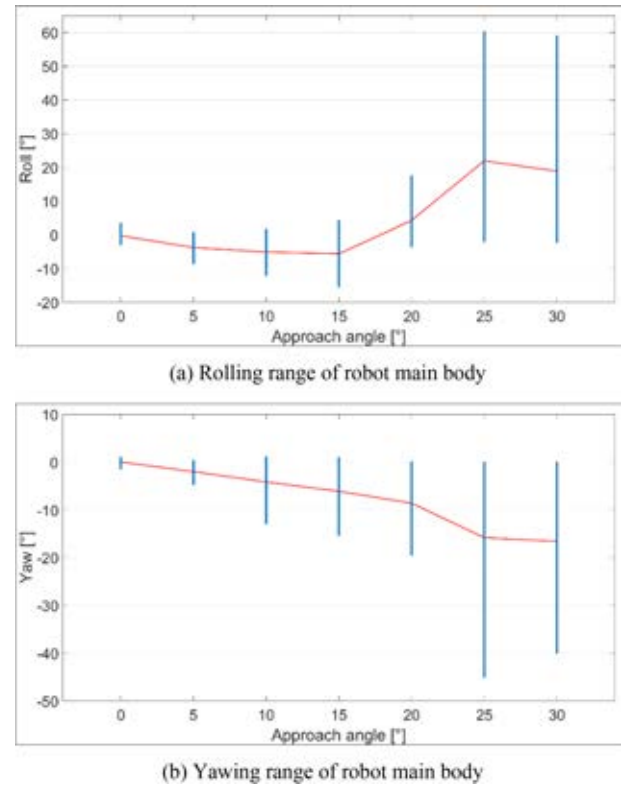 60
50
40
30
20
10
0
-10
-20
Roll [°]
0 5 10 15 20 25 30
Approach angle [°]
(a) Rolling range of robot main body
10
0
-10
-20
-30
-40
-50
Yaw [°]
0 5 10 15 20 25 30
Approach angle [°]
(b) Yawing range of robot main body